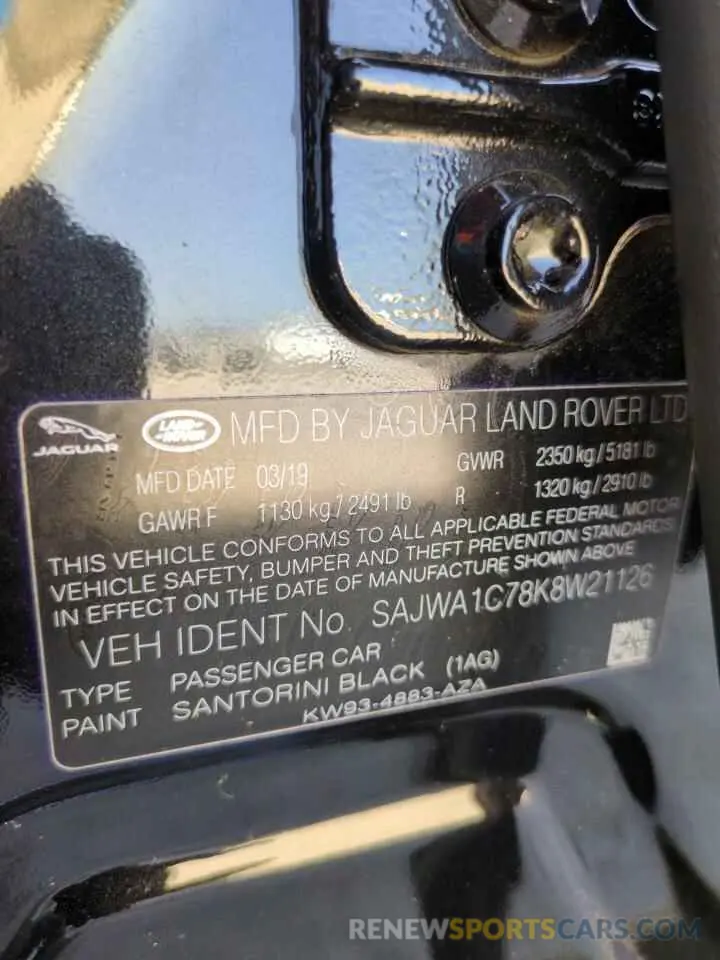 JAGUAR LAND-ROVER MFD BY JAGUAR LAND ROVER LTD
MFD DATE 03/19 GVWR 2350 kg / 5181 lb
GAWR F 1130 kg / 2491 lb R 1320 kg / 2910 lb
THIS VEHICLE CONFORMS TO ALL APPLICABLE FEDERAL MOTOR
VEHICLE SAFETY, BUMPER AND THEFT PREVENTION STANDARDS
IN EFFECT ON THE DATE OF MANUFACTURE SHOWN ABOVE
VEH IDENT No. SAJWA1C78K8W21126
TYPE PASSENGER CAR
PAINT SANTORINI BLACK (1AG)
KW93-4883-AZA
RENEWSPORTSCARS.COM